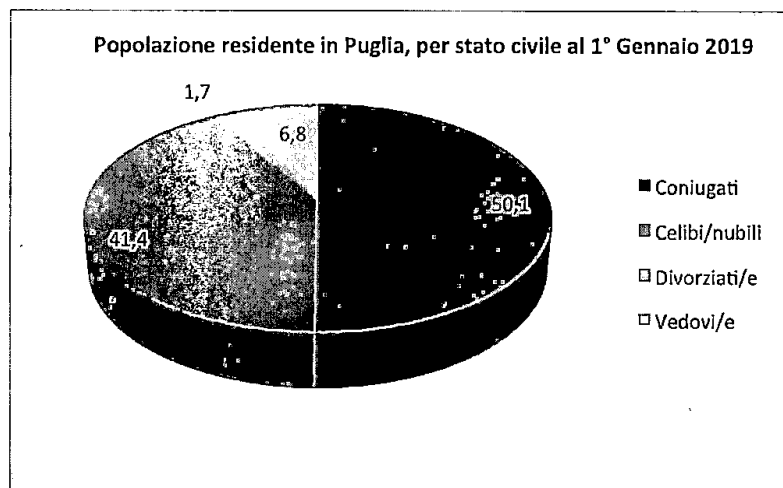 Popolazione residente in Puglia, per stato civile al 1° Gennaio 2019
1,7
6,8
50,1
41,4
Coniugati
Celibi/nubili
Divorziati/e
Vedovi/e